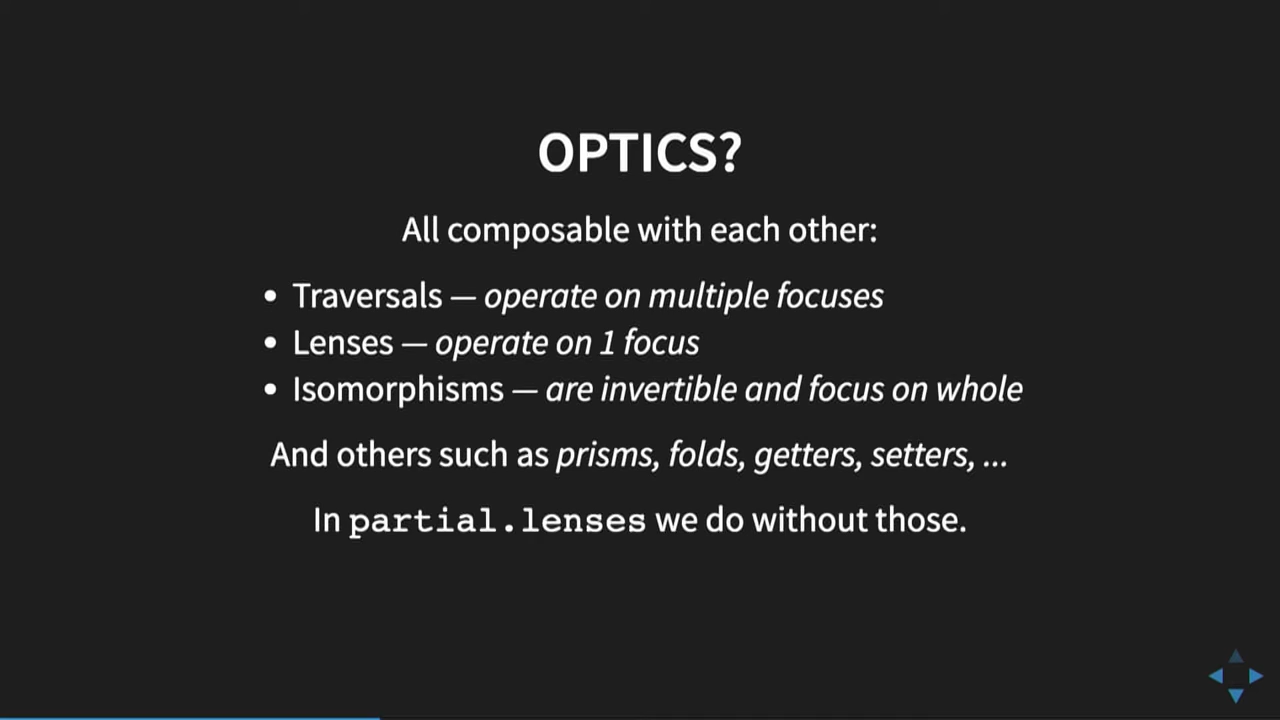 OPTICS?
All composable with each other:
• Traversals — operate on multiple focuses
• Lenses — operate on 1 focus
• Isomorphisms — are invertible and focus on whole
And others such as prisms, folds, getters, setters, ...
In partial.lenses we do without those.